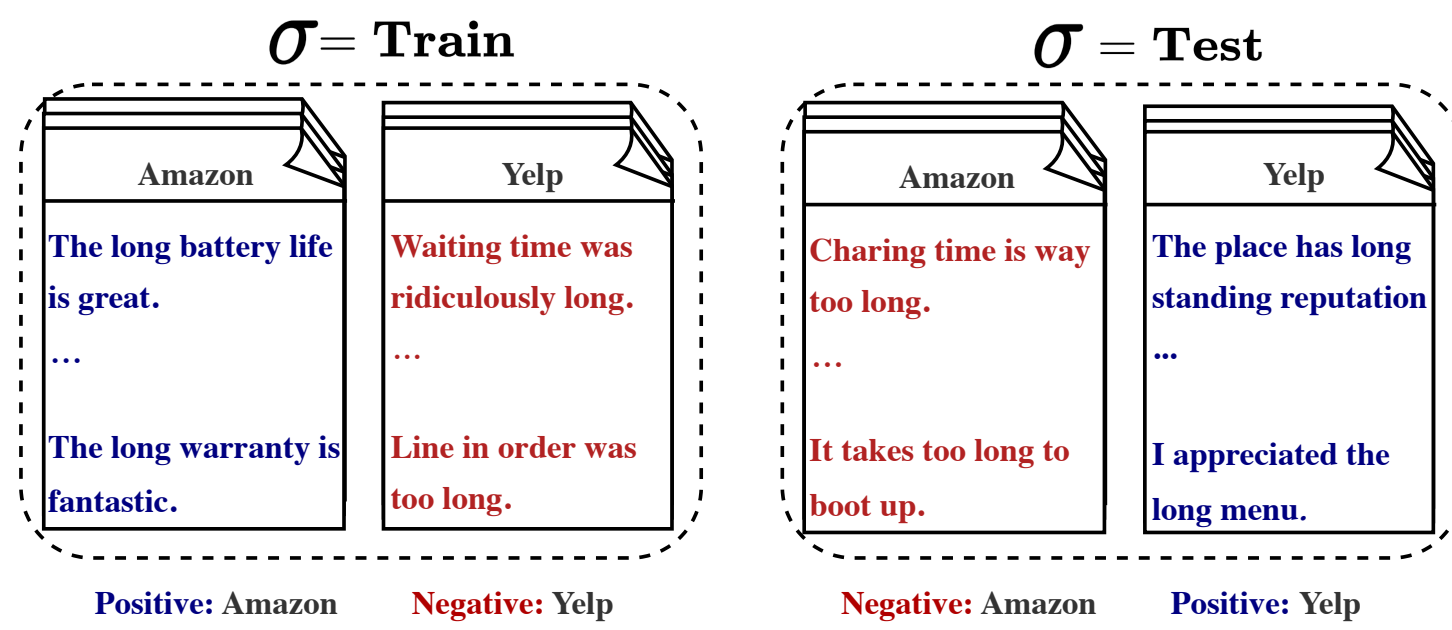 σ = Train
Amazon
The long battery life
is great.
...
The long warranty is
fantastic.
Yelp
Waiting time was
ridiculously long.
...
Line in order was
too long.
Positive: Amazon
Negative: Yelp
σ = Test
Amazon
Charing time is way
too long.
...
It takes too long to
boot up.
Yelp
The place has long
standing reputation
...
I appreciated the
long menu.
Negative: Amazon
Positive: Yelp